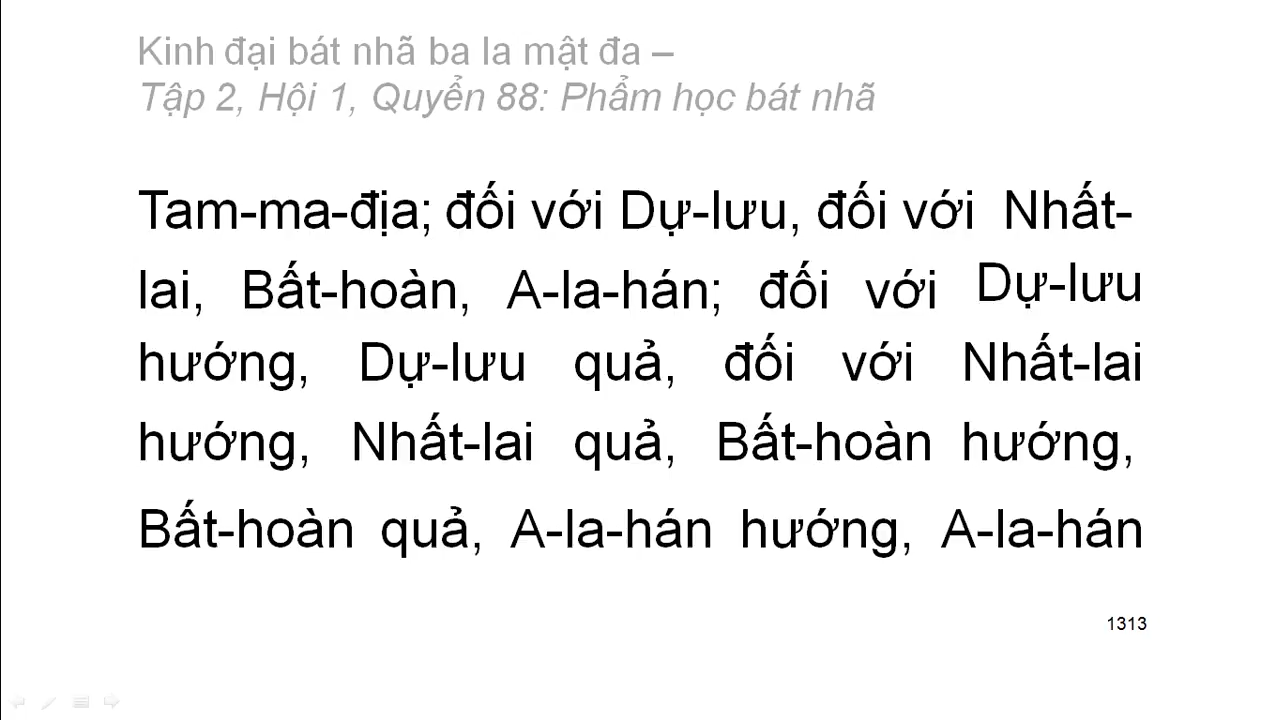 Kinh đại bát nhã ba la mật đa –
Tập 2, Hội 1, Quyển 88: Phẩm học bát nhã
Tam-ma-địa; đối với Dự-lưu, đối với Nhất-
lai, Bất-hoàn, A-la-hán; đối với Dự-lưu
hướng, Dự-lưu quả, đối với Nhất-lai
hướng, Nhất-lai quả, Bất-hoàn hướng,
Bất-hoàn quả, A-la-hán hướng, A-la-hán
1313